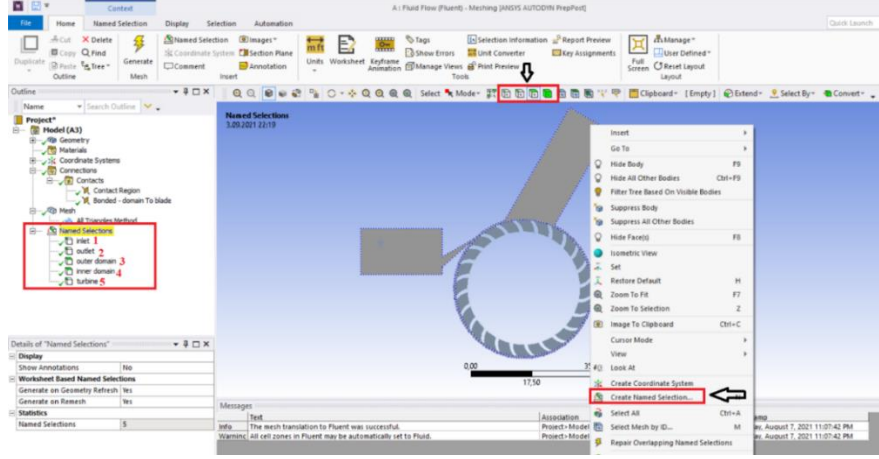 Context
A : Fluid Flow (Fluent) - Meshing [ANSYS AUTODYN PrepPost]
File Home Named Selection Display Selection Automation
Quick Launch
Duplicate
Cut
Copy
Paste
Delete
Find
Tree
Outline
Generate
Mesh
Named Selection
Coordinate System
Comment
Images
Section Plane
Annotation
Insert
Units
Worksheet
Keyframe Animation
Tags
Show Errors
Manage Views
Selection Information
Unit Converter
Print Preview
Report Preview
Key Assignments
Tools
Full Screen
Manage
User Defined
Reset Layout
Layout
Outline
Name Search Outline
Select Mode Clipboard [Empty] Extend Select By Convert
Project*
Model (A3)
Geometry
Materials
Coordinate Systems
Connections
Contacts
Contact Region
Bonded - domain To blade
Mesh
All Triangles Method
Named Selections
inlet 1
outlet 2
outer domain 3
inner domain 4
turbine 5
Named Selections
3.09.2021 22:19
0,00
17,50
Insert
Go To
Hide Body F9
Hide All Other Bodies Ctrl+F9
Filter Tree Based On Visible Bodies
Suppress Body
Suppress All Other Bodies
Hide Face(s) F8
Isometric View
Set
Restore Default H
Zoom To Fit F7
Zoom To Selection Z
Image To Clipboard Ctrl+C
Cursor Mode
View
Look At
Create Coordinate System
Create Named Selection...
Select All Ctrl+A
Select Mesh by ID... M
Repair Overlapping Named Selections
Details of "Named Selections"
Display
Show Annotations No
Worksheet Based Named Selections
Generate on Geometry Refresh Yes
Generate on Remesh Yes
Statistics
Named Selections 5
Messages
Text Association
Info The mesh translation to Fluent was successful. Project>Model
Warning All cell zones in Fluent may be automatically set to Fluid. Project>Model
August 7, 2021 11:07:42 PM
August 7, 2021 11:07:42 PM